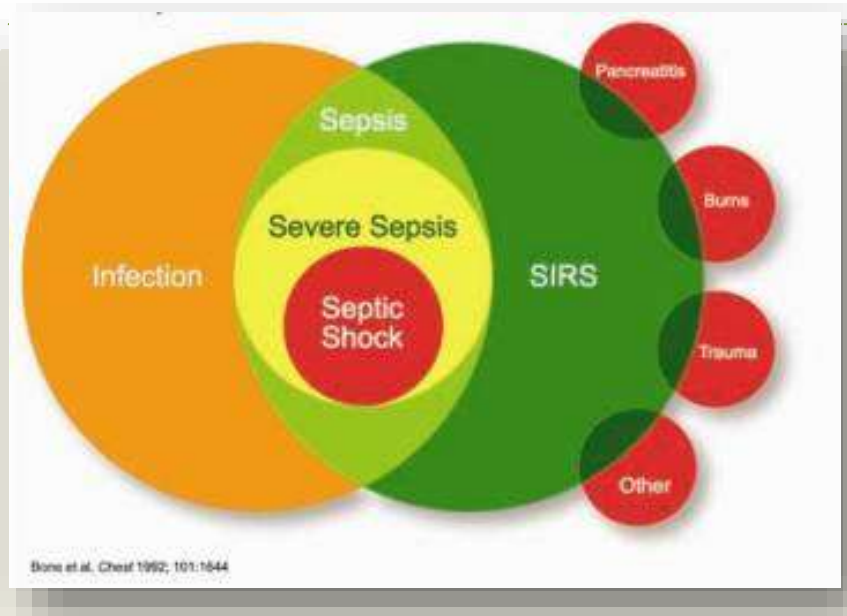 Sepsis
Severe Sepsis
Septic
Shock
Infection
SIRS
Pancreatitis
Burns
Trauma
Other
Bone et al. Chest 1992; 101:1644